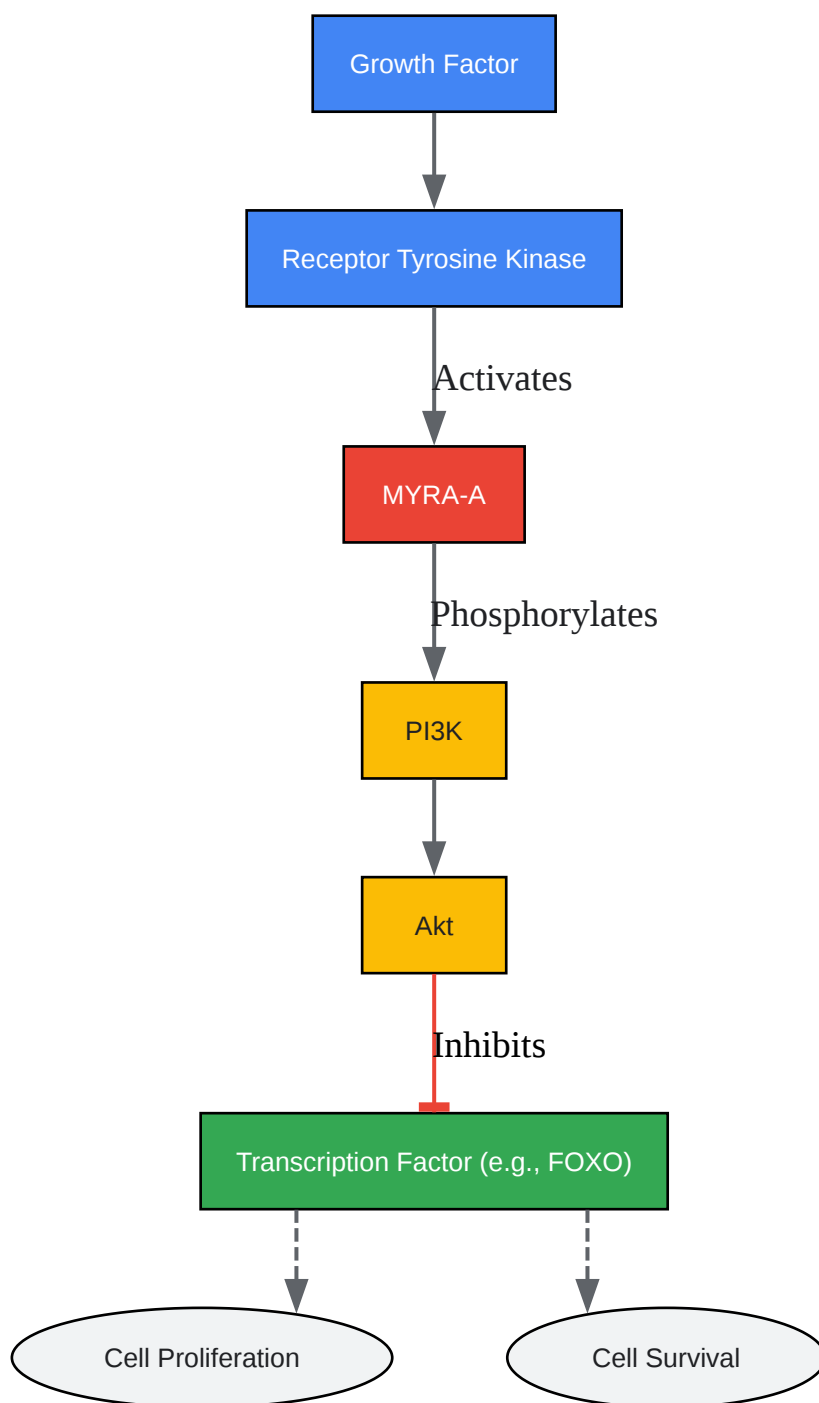 Growth Factor
Receptor Tyrosine Kinase
Activates
MYRA-A
Phosphorylates
PI3K
Akt
Inhibits
Transcription Factor (e.g., FOXO)
Cell Proliferation
Cell Survival